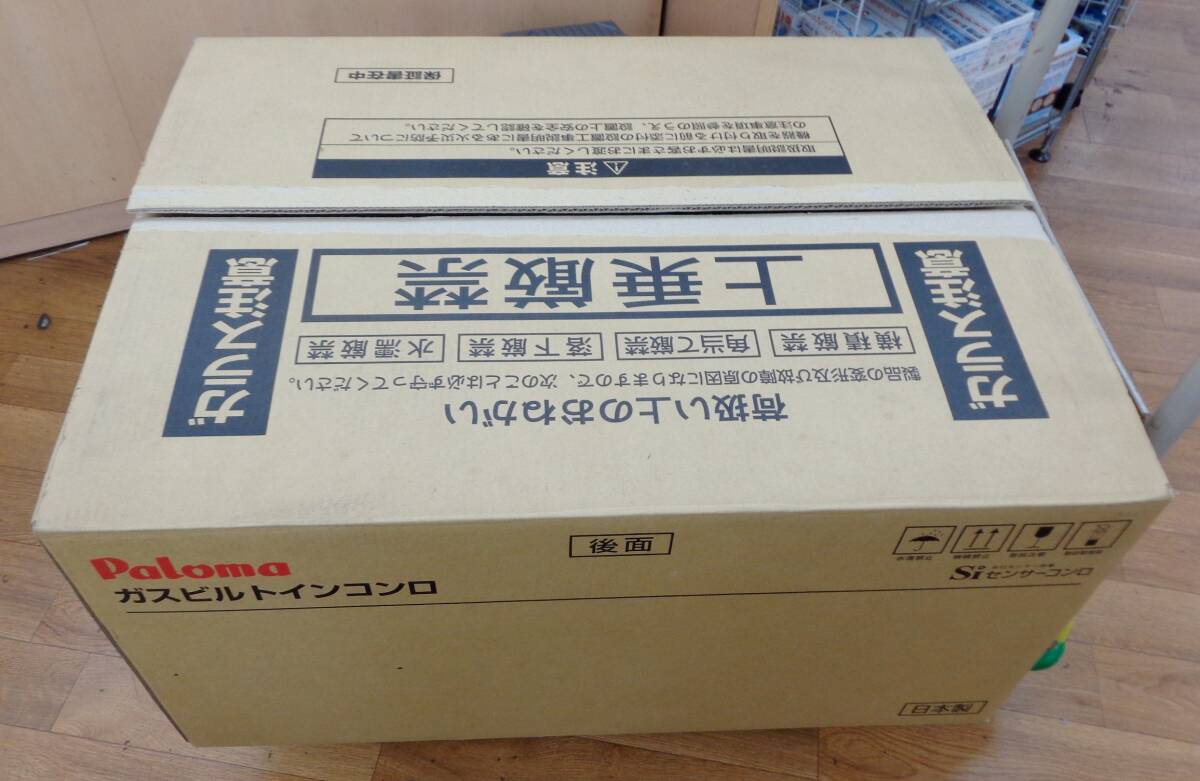 保証書在中
⚠注意
取扱説明書は必ずお客さまにお渡しください。
機器を取り付ける前に添付の設置工事説明書にある火災予防について
の注意事項を参照のうえ、設置上の安全を確認してください。
荷扱い上のおねがい
製品の変形及び故障の原因になりますので、次のことは必ず守ってください。
横積厳禁 角当て厳禁 落下厳禁 水濡厳禁
上乗厳禁
ガラス注意
ガラス注意
Paloma
ガスビルトインコンロ
後面
水濡禁止
Siセンサーコンロ
日本製